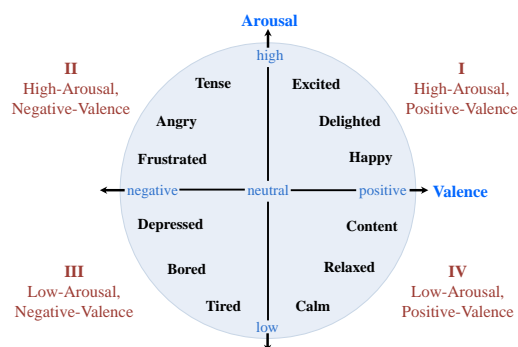 Arousal
high
II
High-Arousal,
Negative-Valence
I
High-Arousal,
Positive-Valence
Tense
Excited
Angry
Delighted
Frustrated
Happy
negative
neutral
positive
Valence
Depressed
Content
Bored
Relaxed
Tired
Calm
III
Low-Arousal,
Negative-Valence
IV
Low-Arousal,
Positive-Valence
low